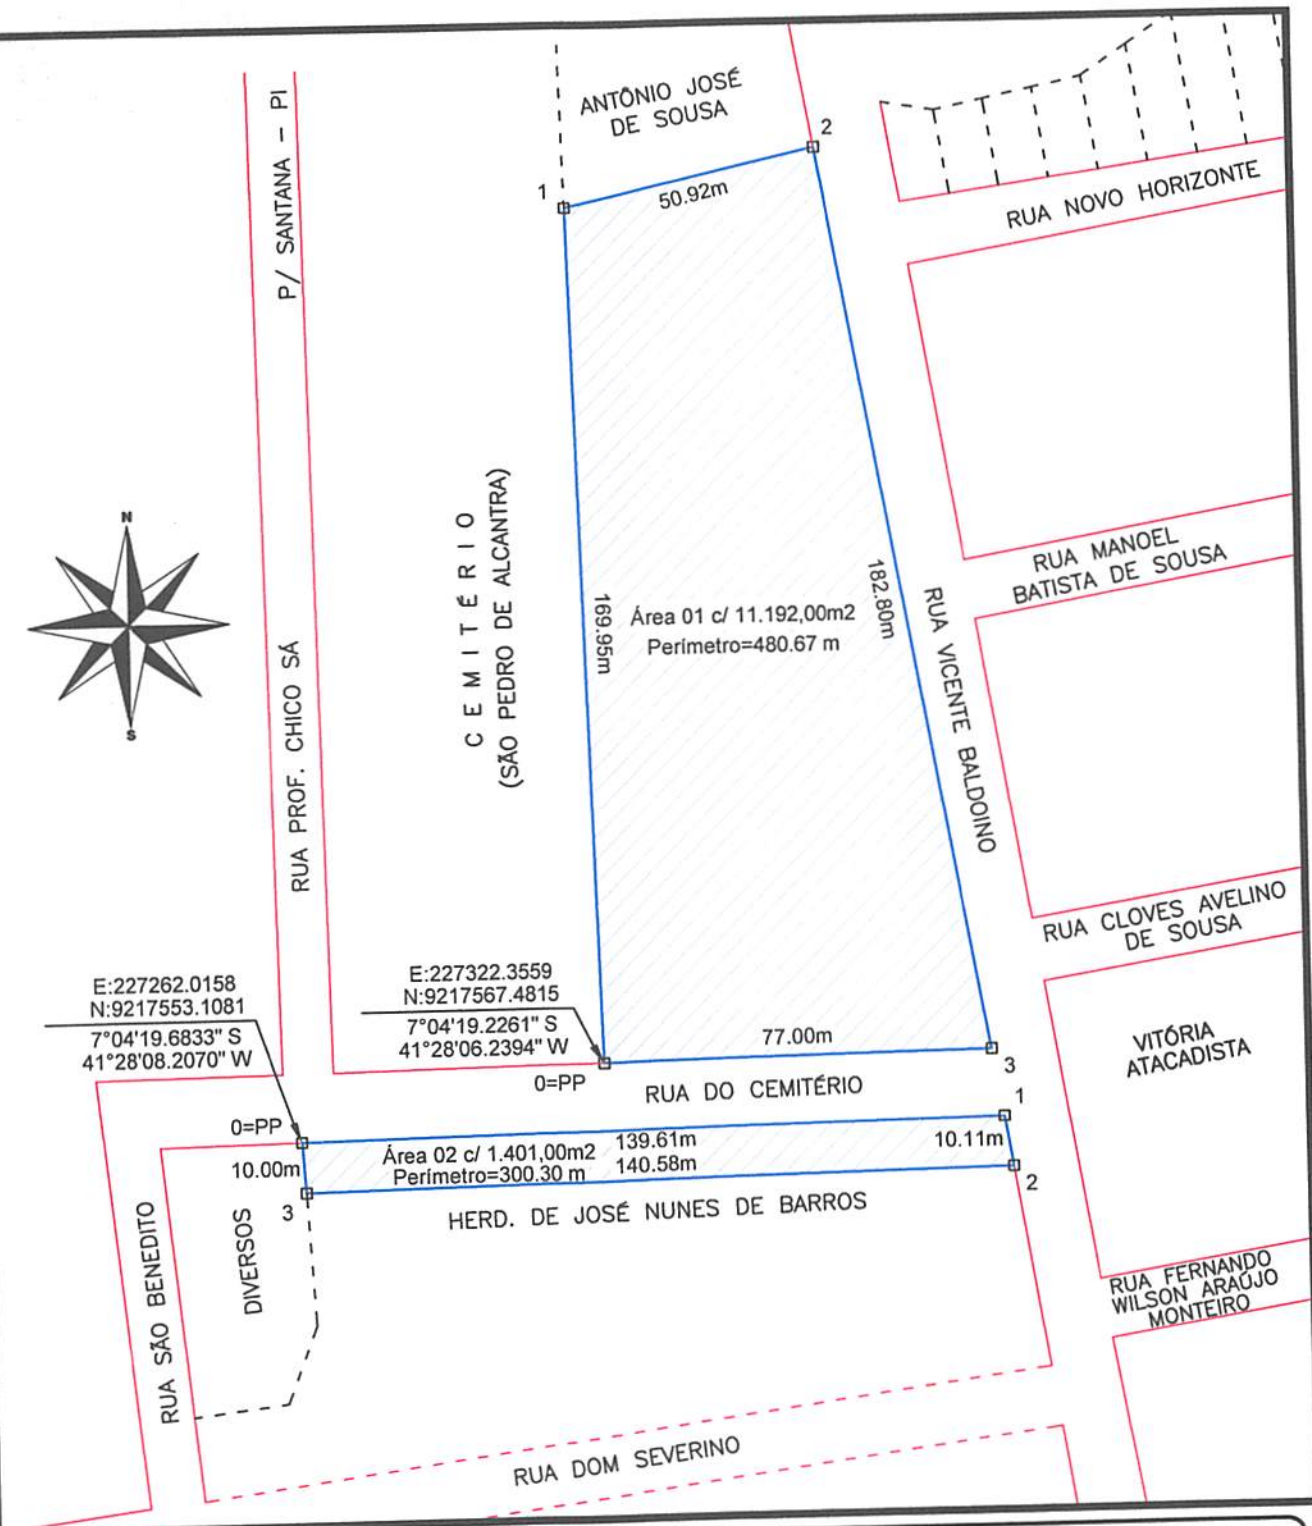 ANTÔNIO JOSÉ
DE SOUSA
P/ SANTANA - PI
2
1
50.92m
RUA NOVO HORIZONTE
N
S
C E M I T É R I O
(SÃO PEDRO DE ALCANTRA)
169.95m
Área 01 c/ 11.192,00m2
Perímetro=480.67 m
182.80m
RUA MANOEL
BATISTA DE SOUSA
RUA VICENTE BALDOINO
RUA PROF. CHICO SÁ
RUA CLOVES AVELINO
DE SOUSA
E:227262.0158
N:9217553.1081
7°04'19.6833" S
41°28'08.2070" W
E:227322.3559
N:9217567.4815
7°04'19.2261" S
41°28'06.2394" W
77.00m
VITÓRIA
ATACADISTA
0=PP
3
RUA DO CEMITÉRIO
1
0=PP
10.00m
Área 02 c/ 1.401,00m2
Perímetro=300.30 m
139.61m
140.58m
10.11m
2
3
HERD. DE JOSÉ NUNES DE BARROS
DIVERSOS
RUA SÃO BENEDITO
RUA FERNANDO
WILSON ARAÚJO
MONTEIRO
RUA DOM SEVERINO